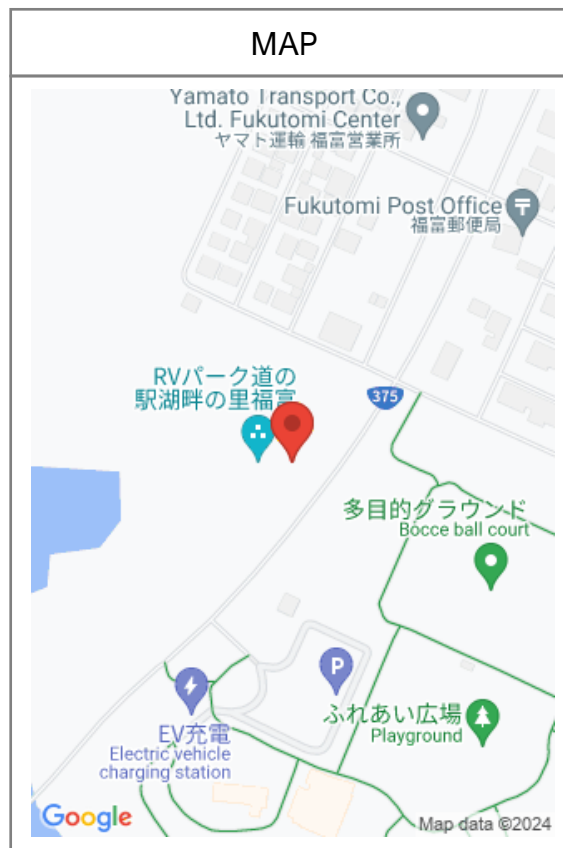 MAP
Yamato Transport Co.,
Ltd. Fukutomi Center
ヤマト運輸 福富営業所
Fukutomi Post Office
福富郵便局
RVパーク道の
駅湖畔の里福富
375
多目的グラウンド
Bocce ball court
P
ふれあい広場
Playground
EV充電
Electric vehicle
charging station
Google
Map data ©2024